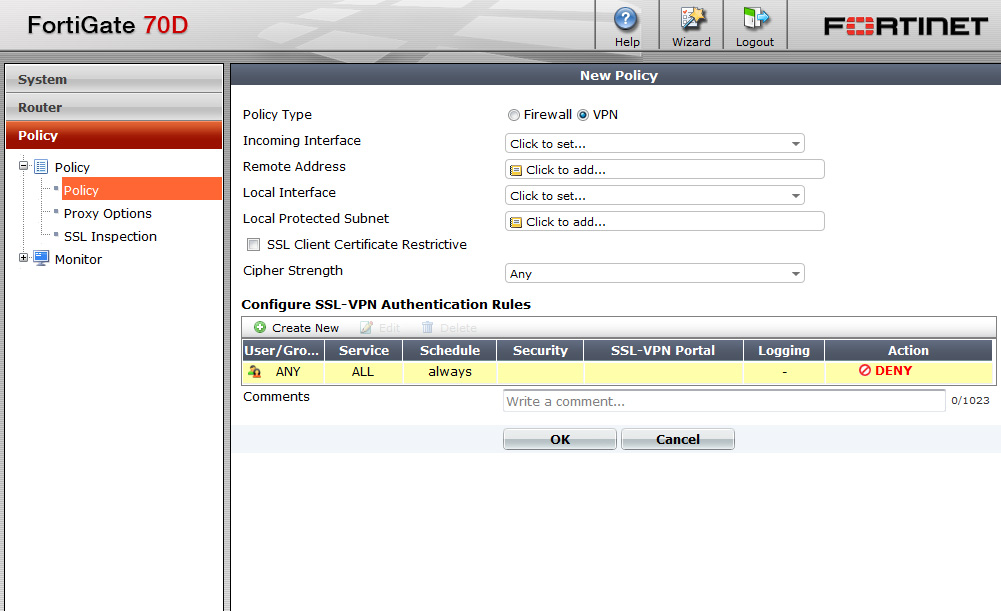 FortiGate 70D
Help
Wizard
Logout
FORTINET
System
Router
Policy
Policy
Policy
Proxy Options
SSL Inspection
Monitor
New Policy
Policy Type Firewall VPN
Incoming Interface Click to set...
Remote Address Click to add...
Local Interface Click to set...
Local Protected Subnet Click to add...
SSL Client Certificate Restrictive
Cipher Strength Any
Configure SSL-VPN Authentication Rules
Create New Edit Delete
User/Gro... Service Schedule Security SSL-VPN Portal Logging Action
ANY ALL always - DENY
Comments Write a comment... 0/1023
OK Cancel